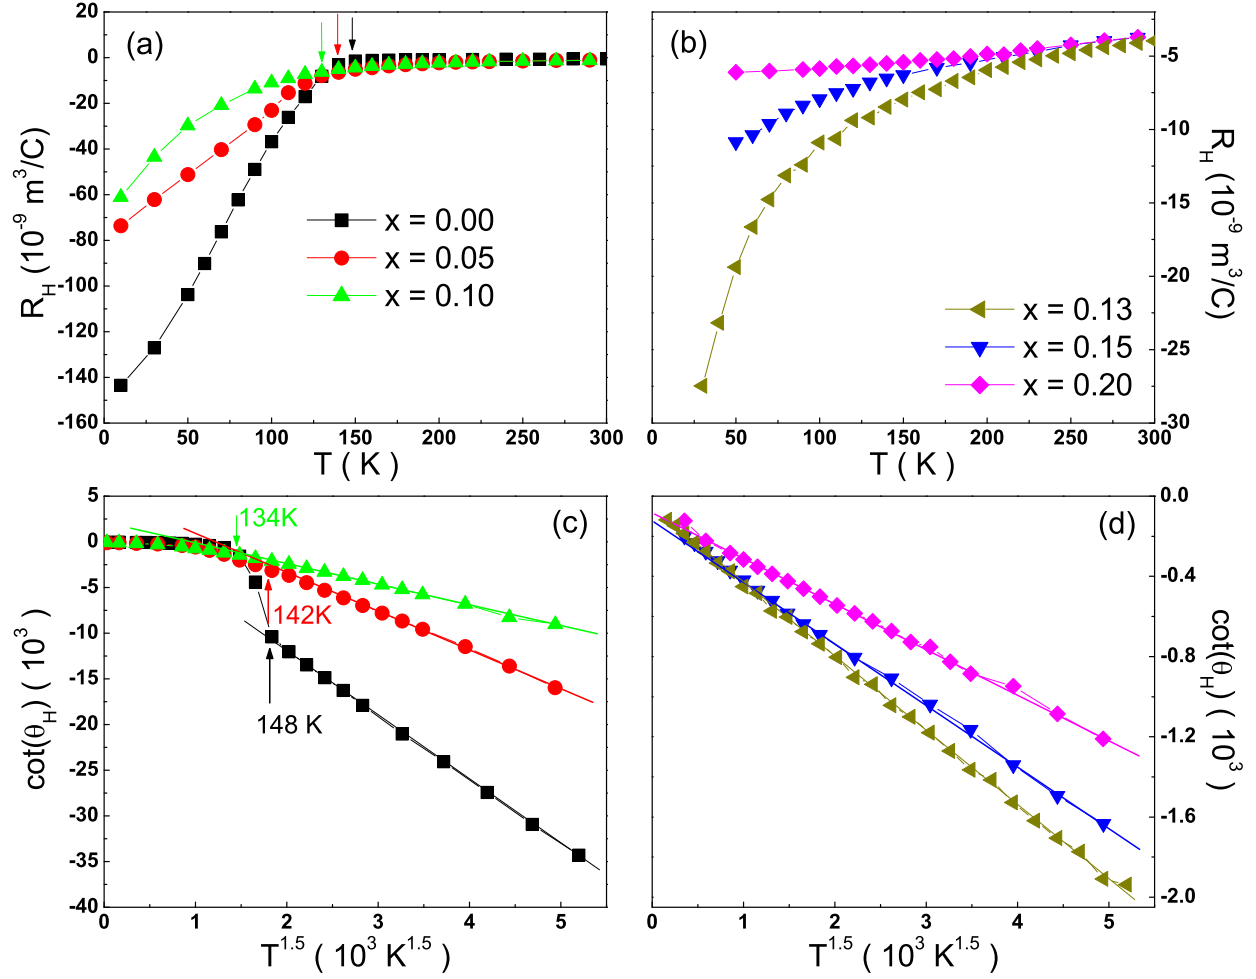 (a)
20
0
-20
-40
-60
-80
-100
-120
-140
-160
R_H (10^-9 m^3/C)
x = 0.00
x = 0.05
x = 0.10
0 50 100 150 200 250 300
T ( K )
(b)
-5
-10
-15
-20
-25
-30
R_H (10^-9 m^3/C)
x = 0.13
x = 0.15
x = 0.20
0 50 100 150 200 250 300
T ( K )
(c)
5
0
-5
-10
-15
-20
-25
-30
-35
-40
cot(θ_H) ( 10^3 )
134K
142K
148 K
0 1 2 3 4 5
T^1.5 ( 10^3 K^1.5 )
(d)
0.0
-0.4
-0.8
-1.2
-1.6
-2.0
cot(θ_H) ( 10^3 )
0 1 2 3 4 5
T^1.5 ( 10^3 K^1.5 )